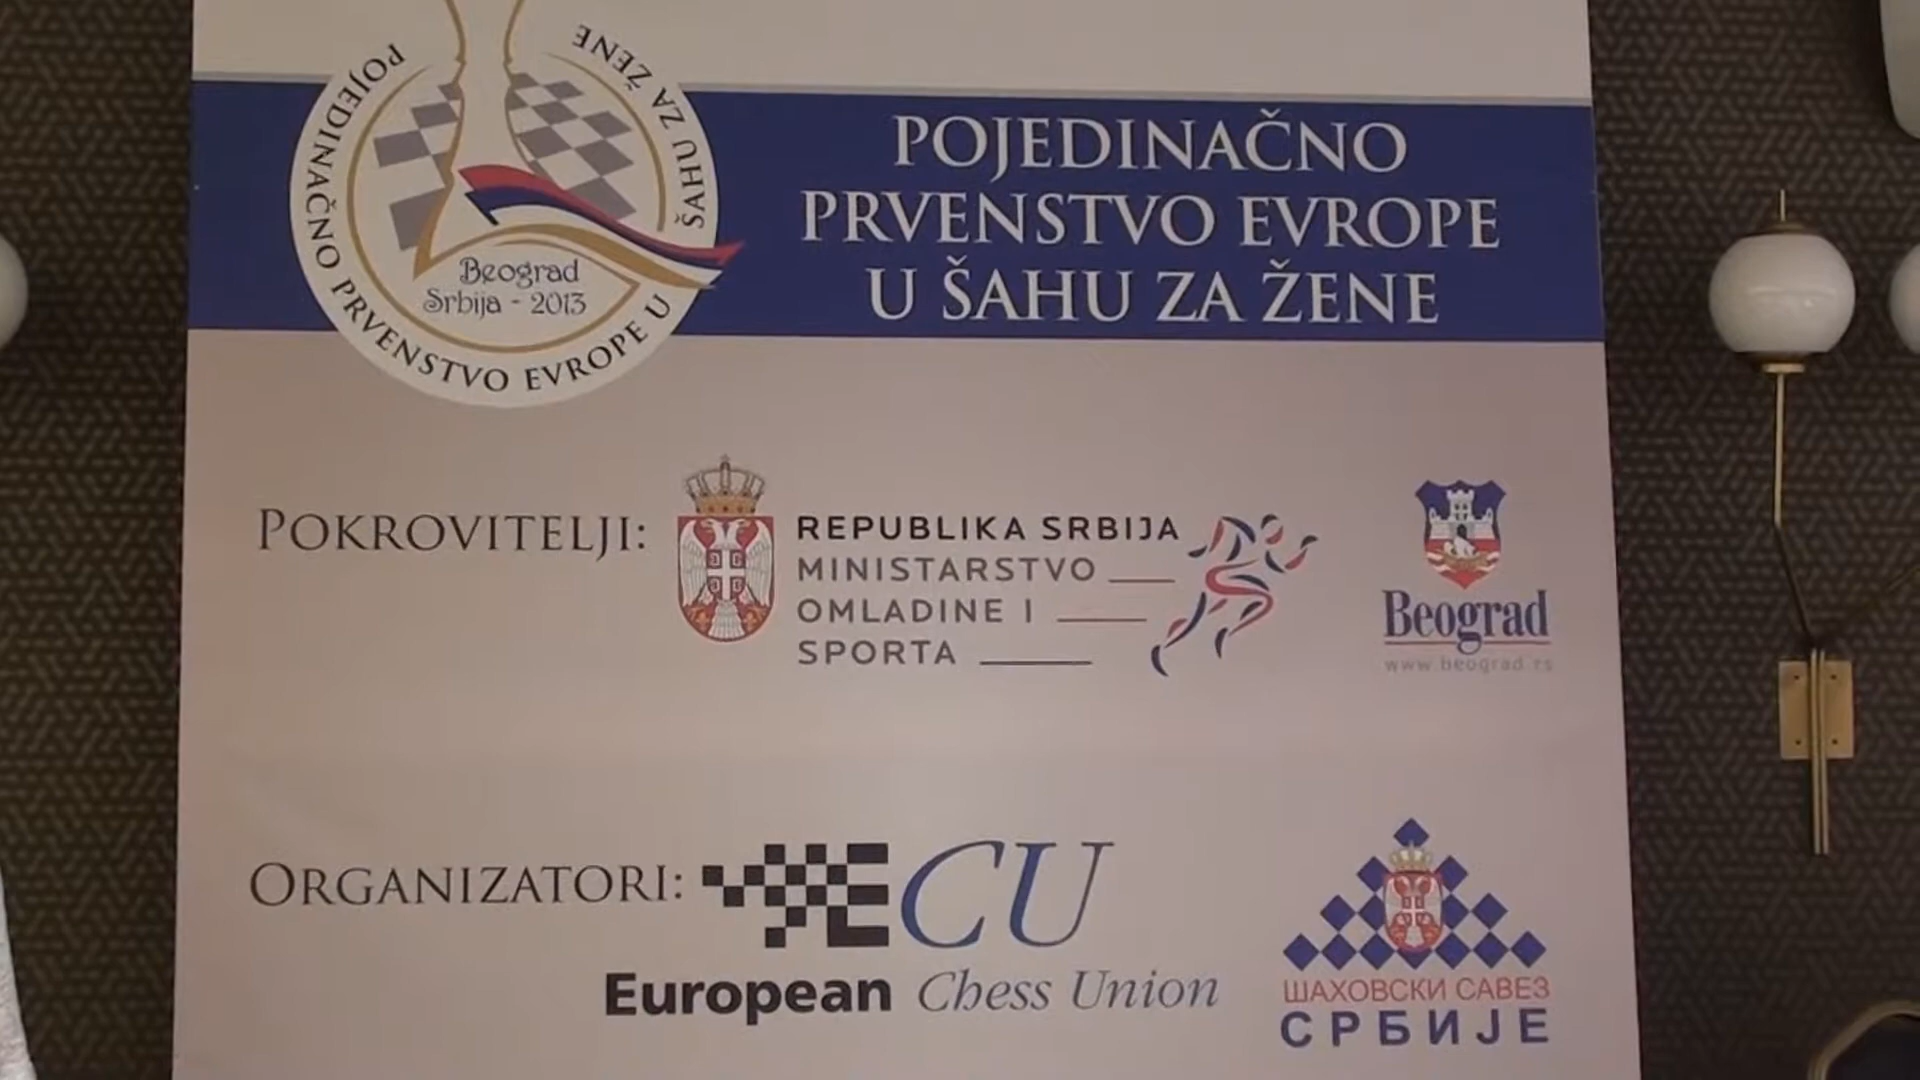 POJEDINAČNO PRVENSTVO EVROPE U ŠAHU ZA ŽENE
Beograd
Srbija - 2013
POJEDINAČNO
PRVENSTVO EVROPE
U ŠAHU ZA ŽENE
POKROVITELJI:
REPUBLIKA SRBIJA
MINISTARSTVO
OMLADINE I
SPORTA
Beograd
www.beograd.rs
ORGANIZATORI:
ECU
European Chess Union
ШАХОВСКИ САВЕЗ
СРБИЈЕ